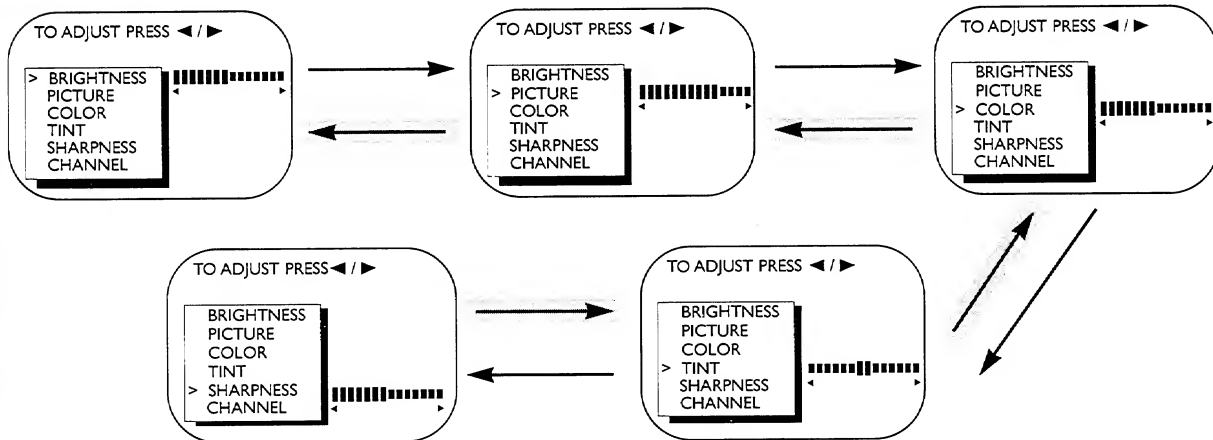 TO ADJUST PRESS ◄ / ►
> BRIGHTNESS
PICTURE
COLOR
TINT
SHARPNESS
CHANNEL
TO ADJUST PRESS ◄ / ►
BRIGHTNESS
> PICTURE
COLOR
TINT
SHARPNESS
CHANNEL
TO ADJUST PRESS ◄ / ►
BRIGHTNESS
PICTURE
> COLOR
TINT
SHARPNESS
CHANNEL
TO ADJUST PRESS ◄ / ►
BRIGHTNESS
PICTURE
COLOR
TINT
> SHARPNESS
CHANNEL
TO ADJUST PRESS ◄ / ►
BRIGHTNESS
PICTURE
COLOR
> TINT
SHARPNESS
CHANNEL